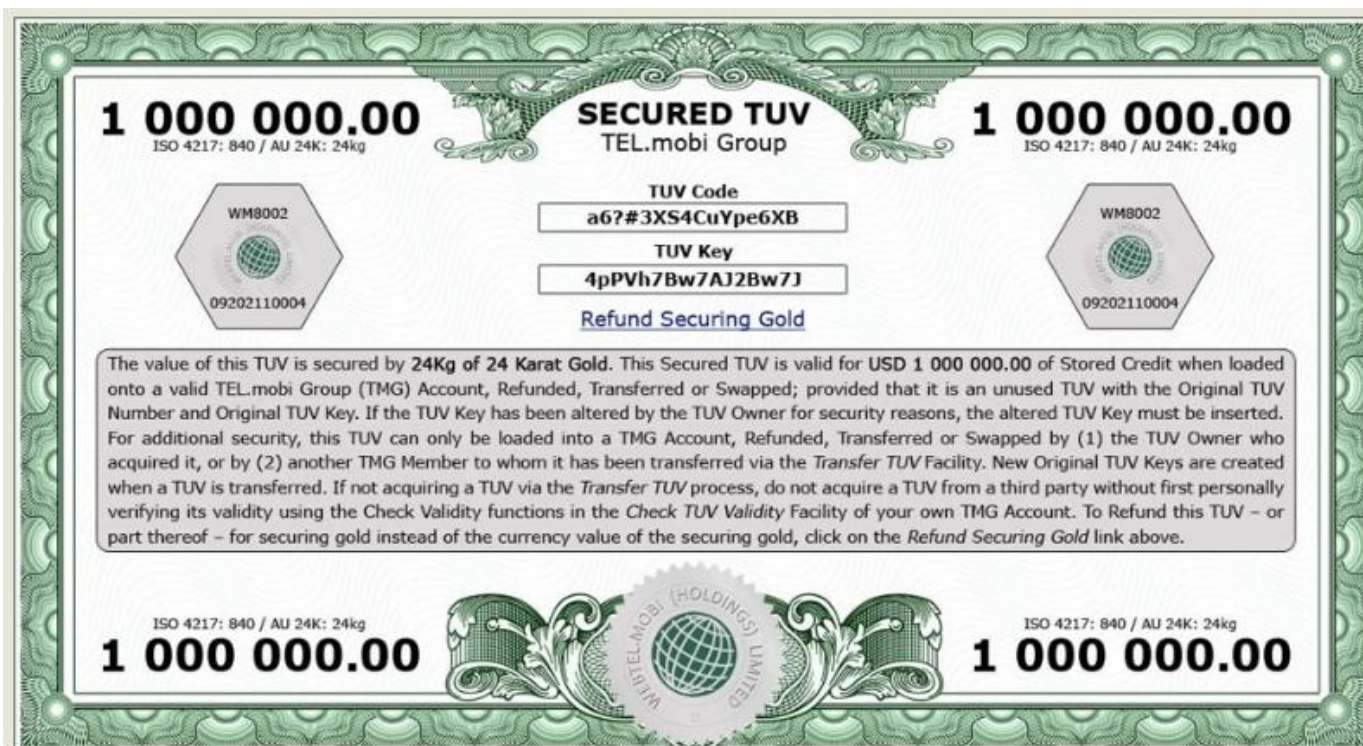 1 000 000.00
ISO 4217: 840 / AU 24K: 24kg
SECURED TUV
TEL.mobi Group
1 000 000.00
ISO 4217: 840 / AU 24K: 24kg
WM8002
09202110004
TUV Code
a6?#3XS4CuYpe6XB
TUV Key
4pPVh7Bw7AJ2Bw7J
Refund Securing Gold
WM8002
09202110004
The value of this TUV is secured by 24Kg of 24 Karat Gold. This Secured TUV is valid for USD 1 000 000.00 of Stored Credit when loaded
onto a valid TEL.mobi Group (TMG) Account, Refunded, Transferred or Swapped; provided that it is an unused TUV with the Original TUV
Number and Original TUV Key. If the TUV Key has been altered by the TUV Owner for security reasons, the altered TUV Key must be inserted.
For additional security, this TUV can only be loaded into a TMG Account, Refunded, Transferred or Swapped by (1) the TUV Owner who
acquired it, or by (2) another TMG Member to whom it has been transferred via the Transfer TUV Facility. New Original TUV Keys are created
when a TUV is transferred. If not acquiring a TUV via the Transfer TUV process, do not acquire a TUV from a third party without first personally
verifying its validity using the Check Validity functions in the Check TUV Validity Facility of your own TMG Account. To Refund this TUV – or
part thereof – for securing gold instead of the currency value of the securing gold, click on the Refund Securing Gold link above.
ISO 4217: 840 / AU 24K: 24kg
1 000 000.00
WEBTEL.MOBI (HOLDINGS) LIMITED
ISO 4217: 840 / AU 24K: 24kg
1 000 000.00